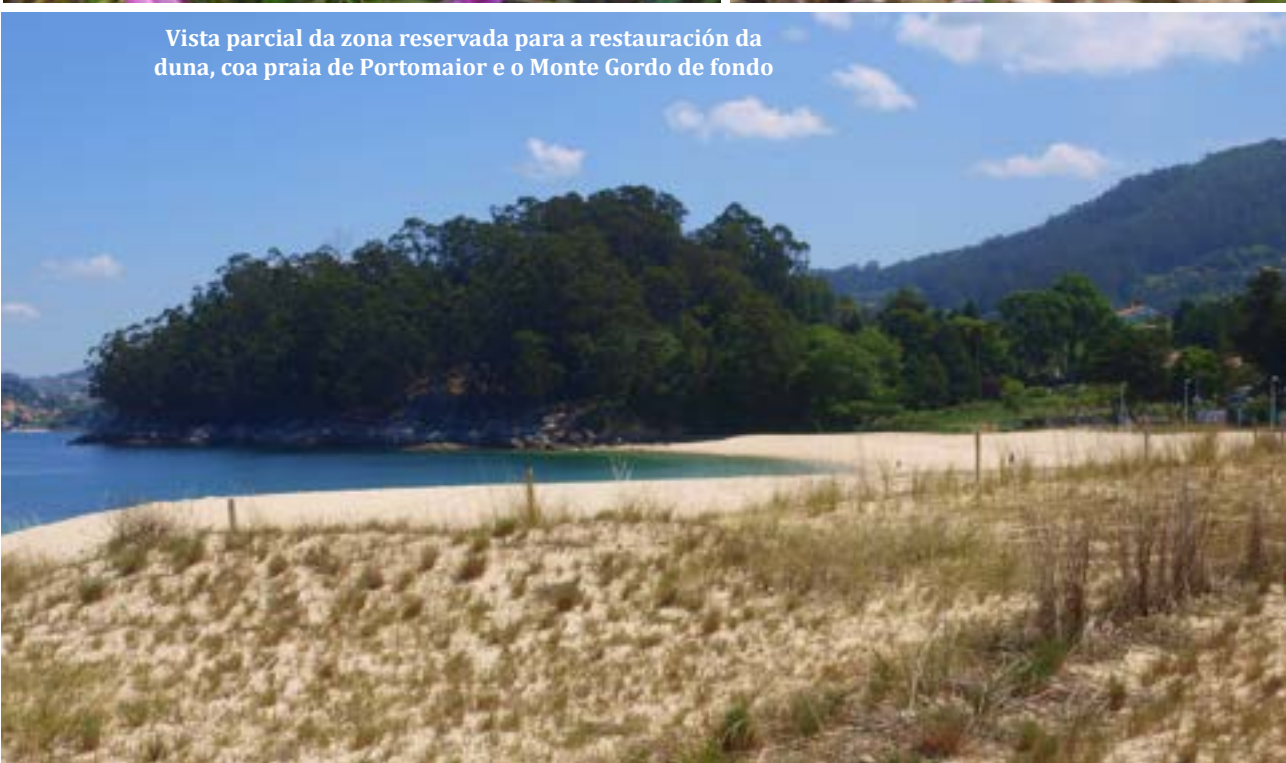 Vista parcial da zona reservada para a restauración da
duna, coa praia de Portomaior e o Monte Gordo de fondo